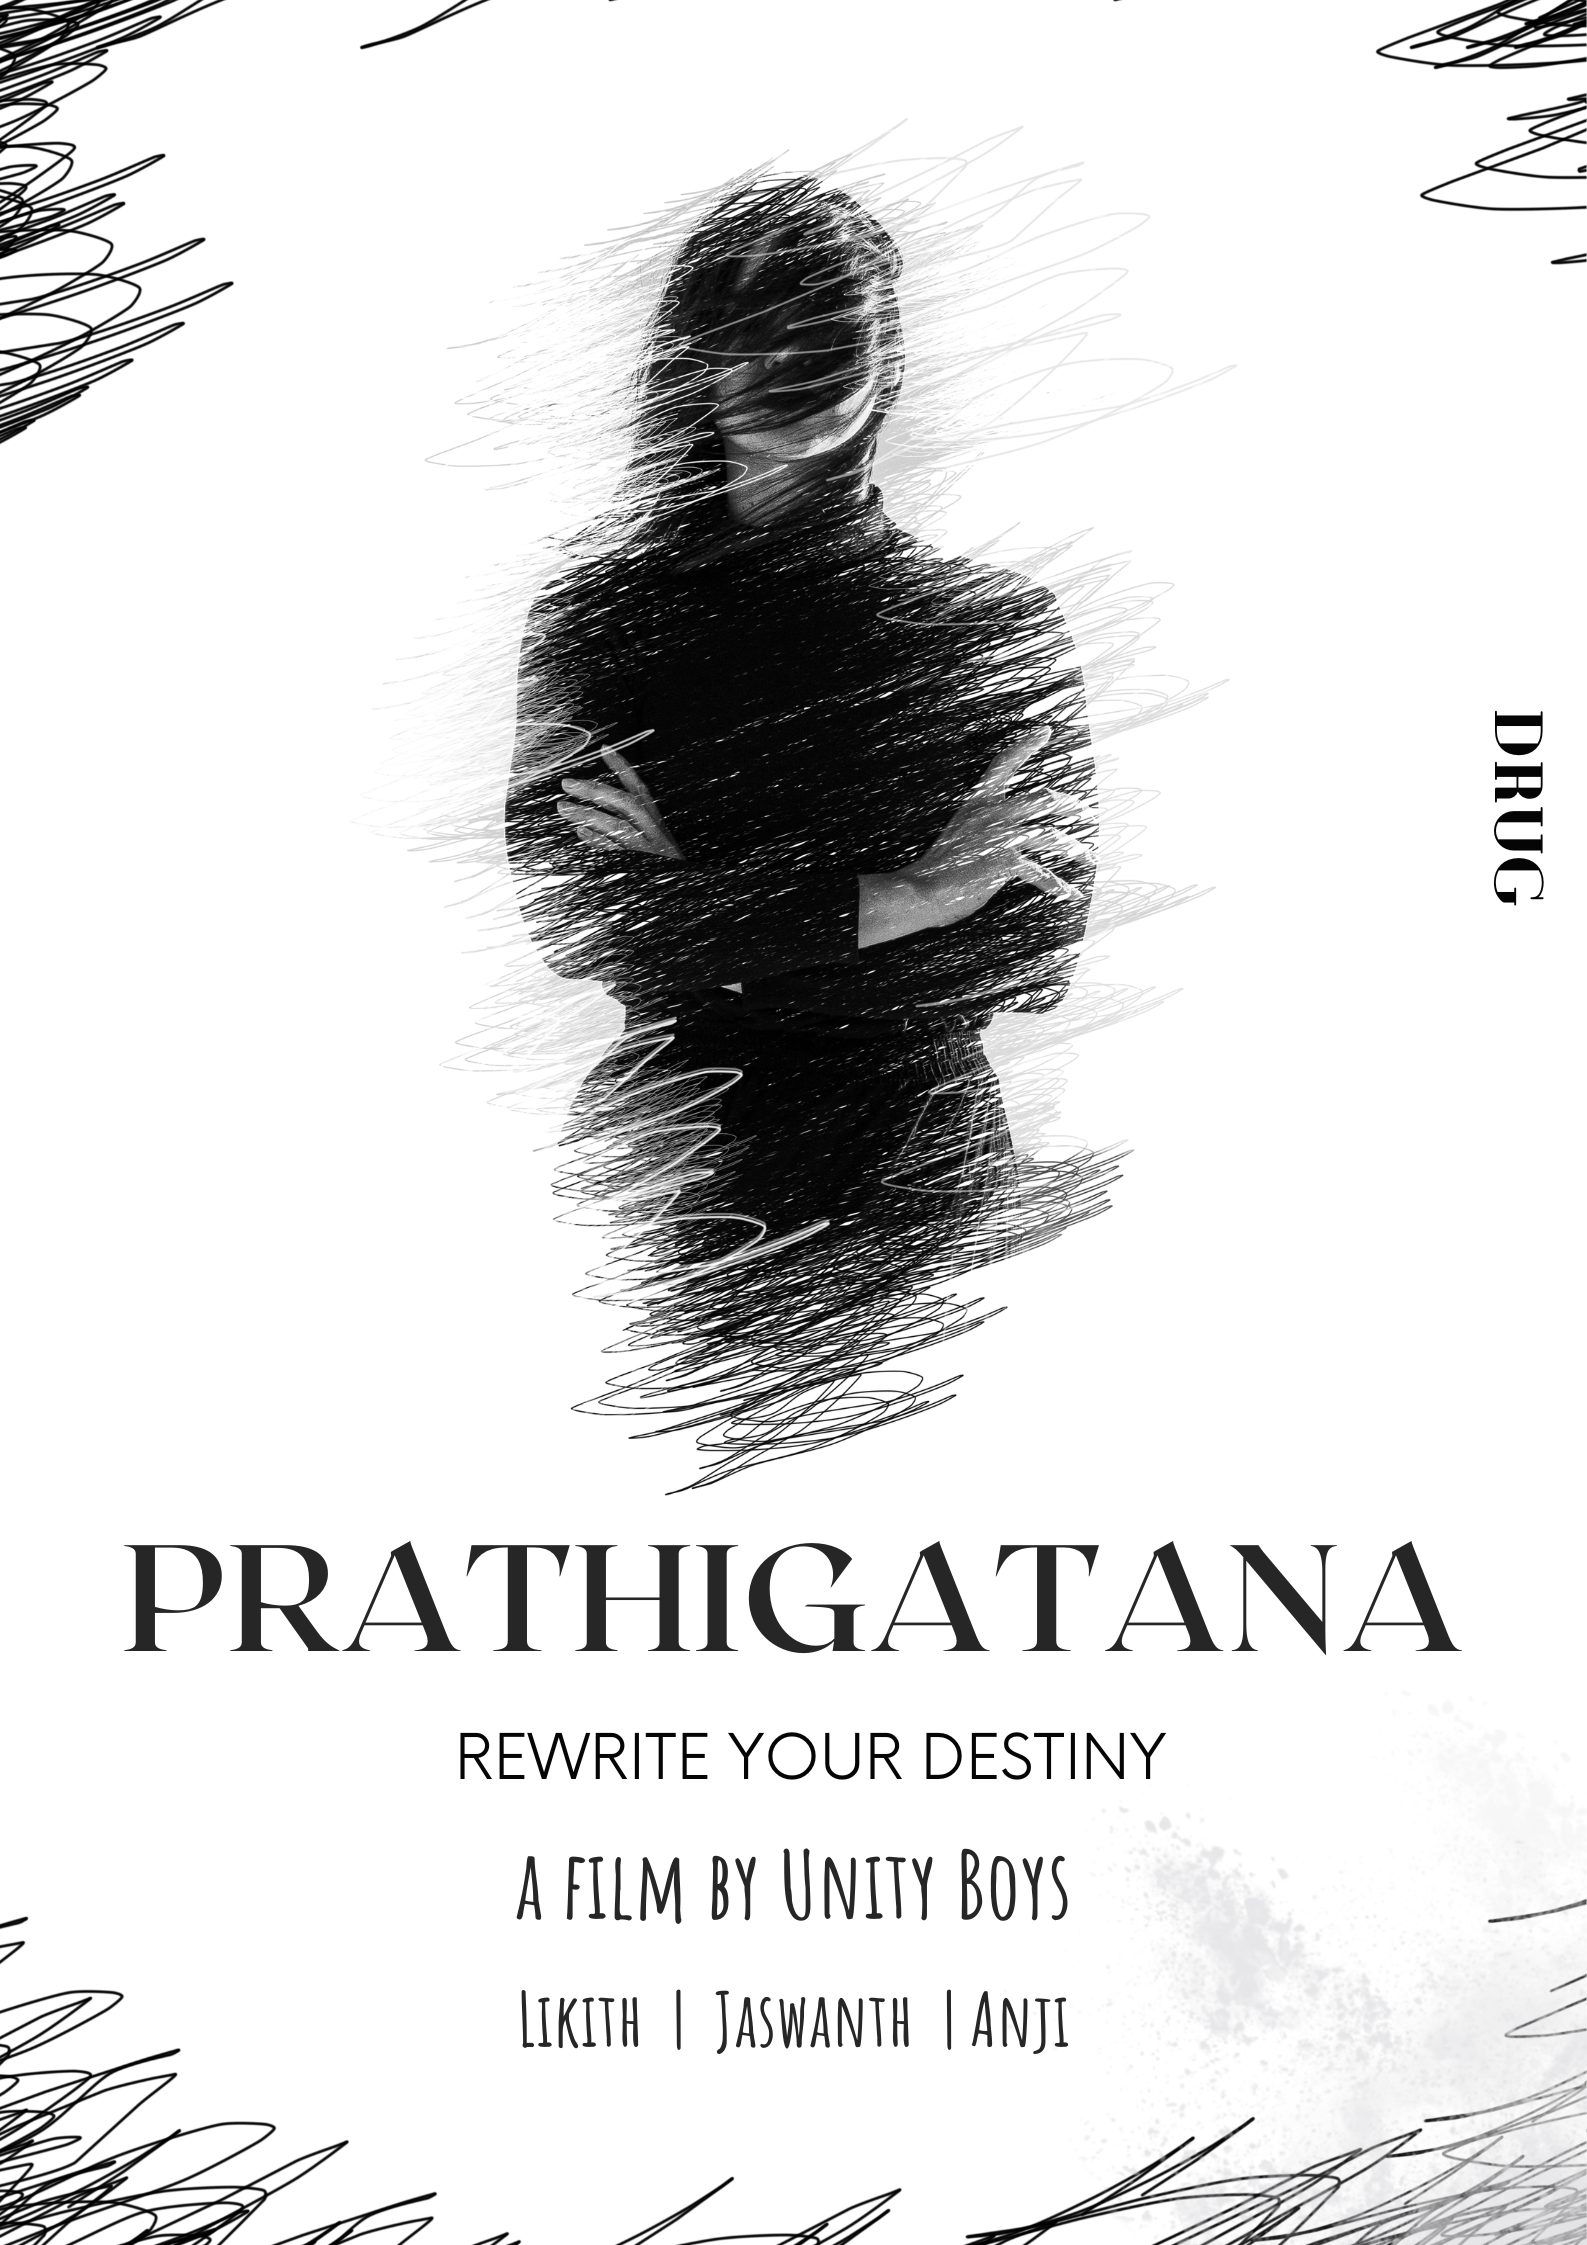 DRUG
PRATHIGATANA
REWRITE YOUR DESTINY
A film by Unity Boys
Likith | Jaswanth | Anji